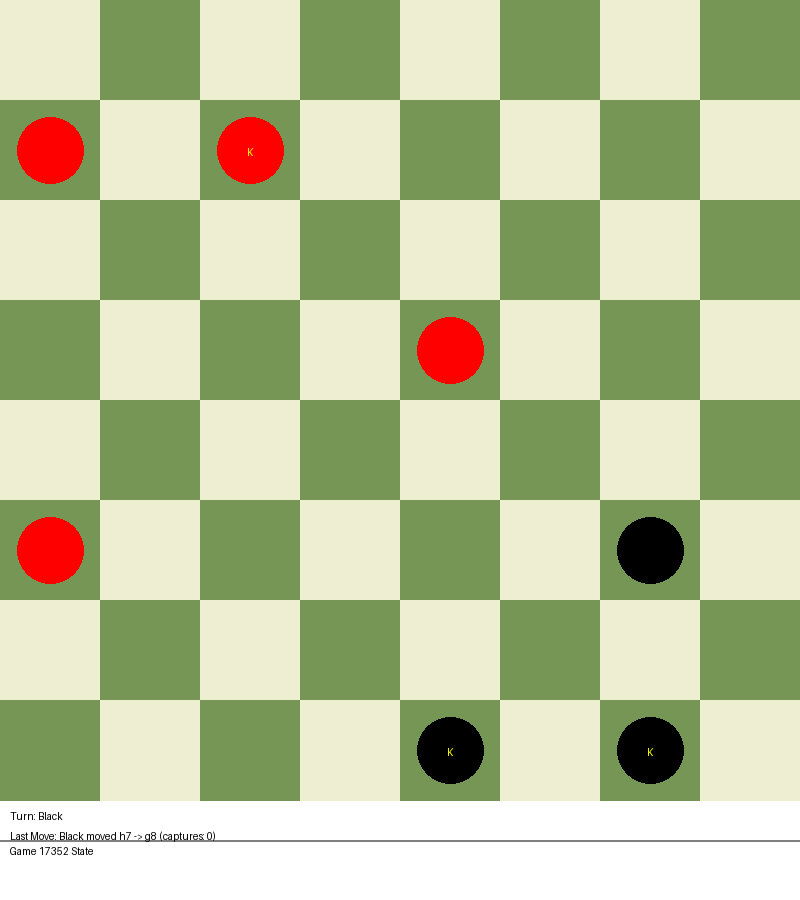 K
K K
Turn: Black
Last Move: Black moved h7 -> g8 (captures: 0)
Game 17352 State